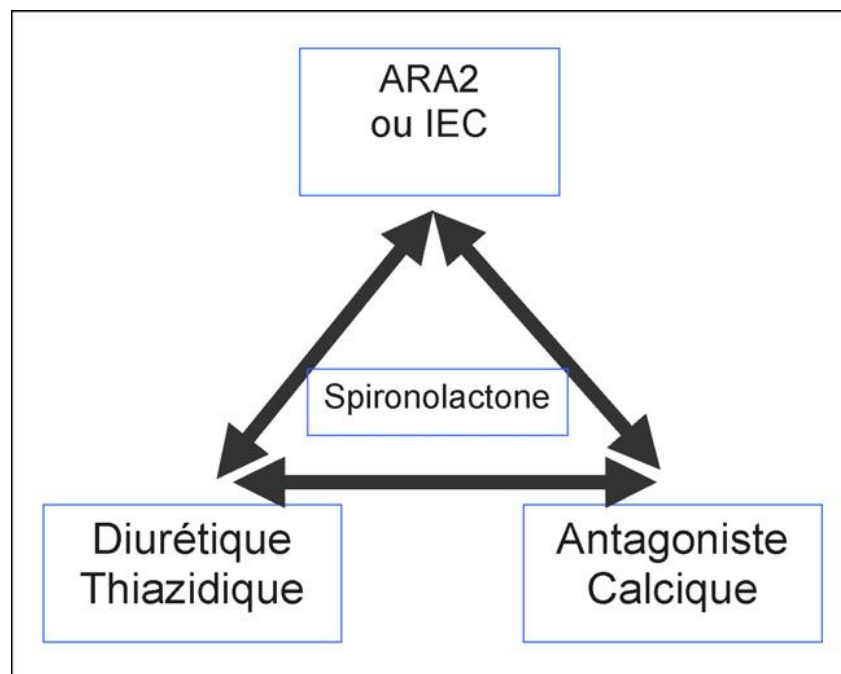 ARA2
ou IEC
Spironolactone
Diurétique
Thiazidique
Antagoniste
Calcique